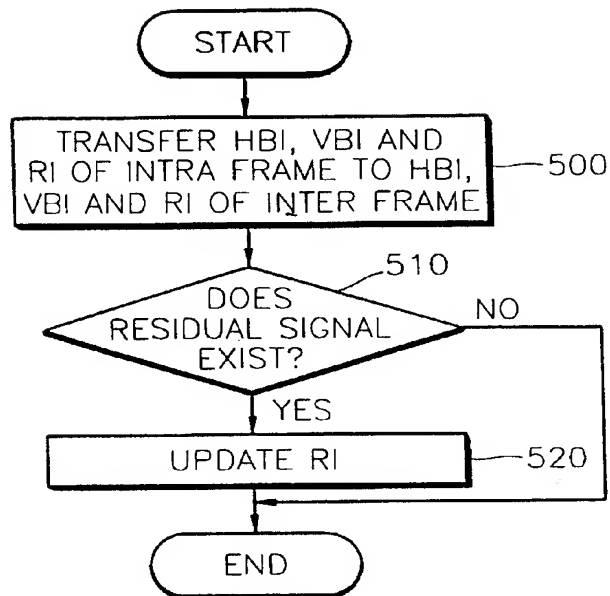 START
TRANSFER HBI, VBI AND
RI OF INTRA FRAME TO HBI,
VBI AND RI OF INTER FRAME
500
510
DOES
RESIDUAL SIGNAL
EXIST?
NO
YES
UPDATE RI
520
END